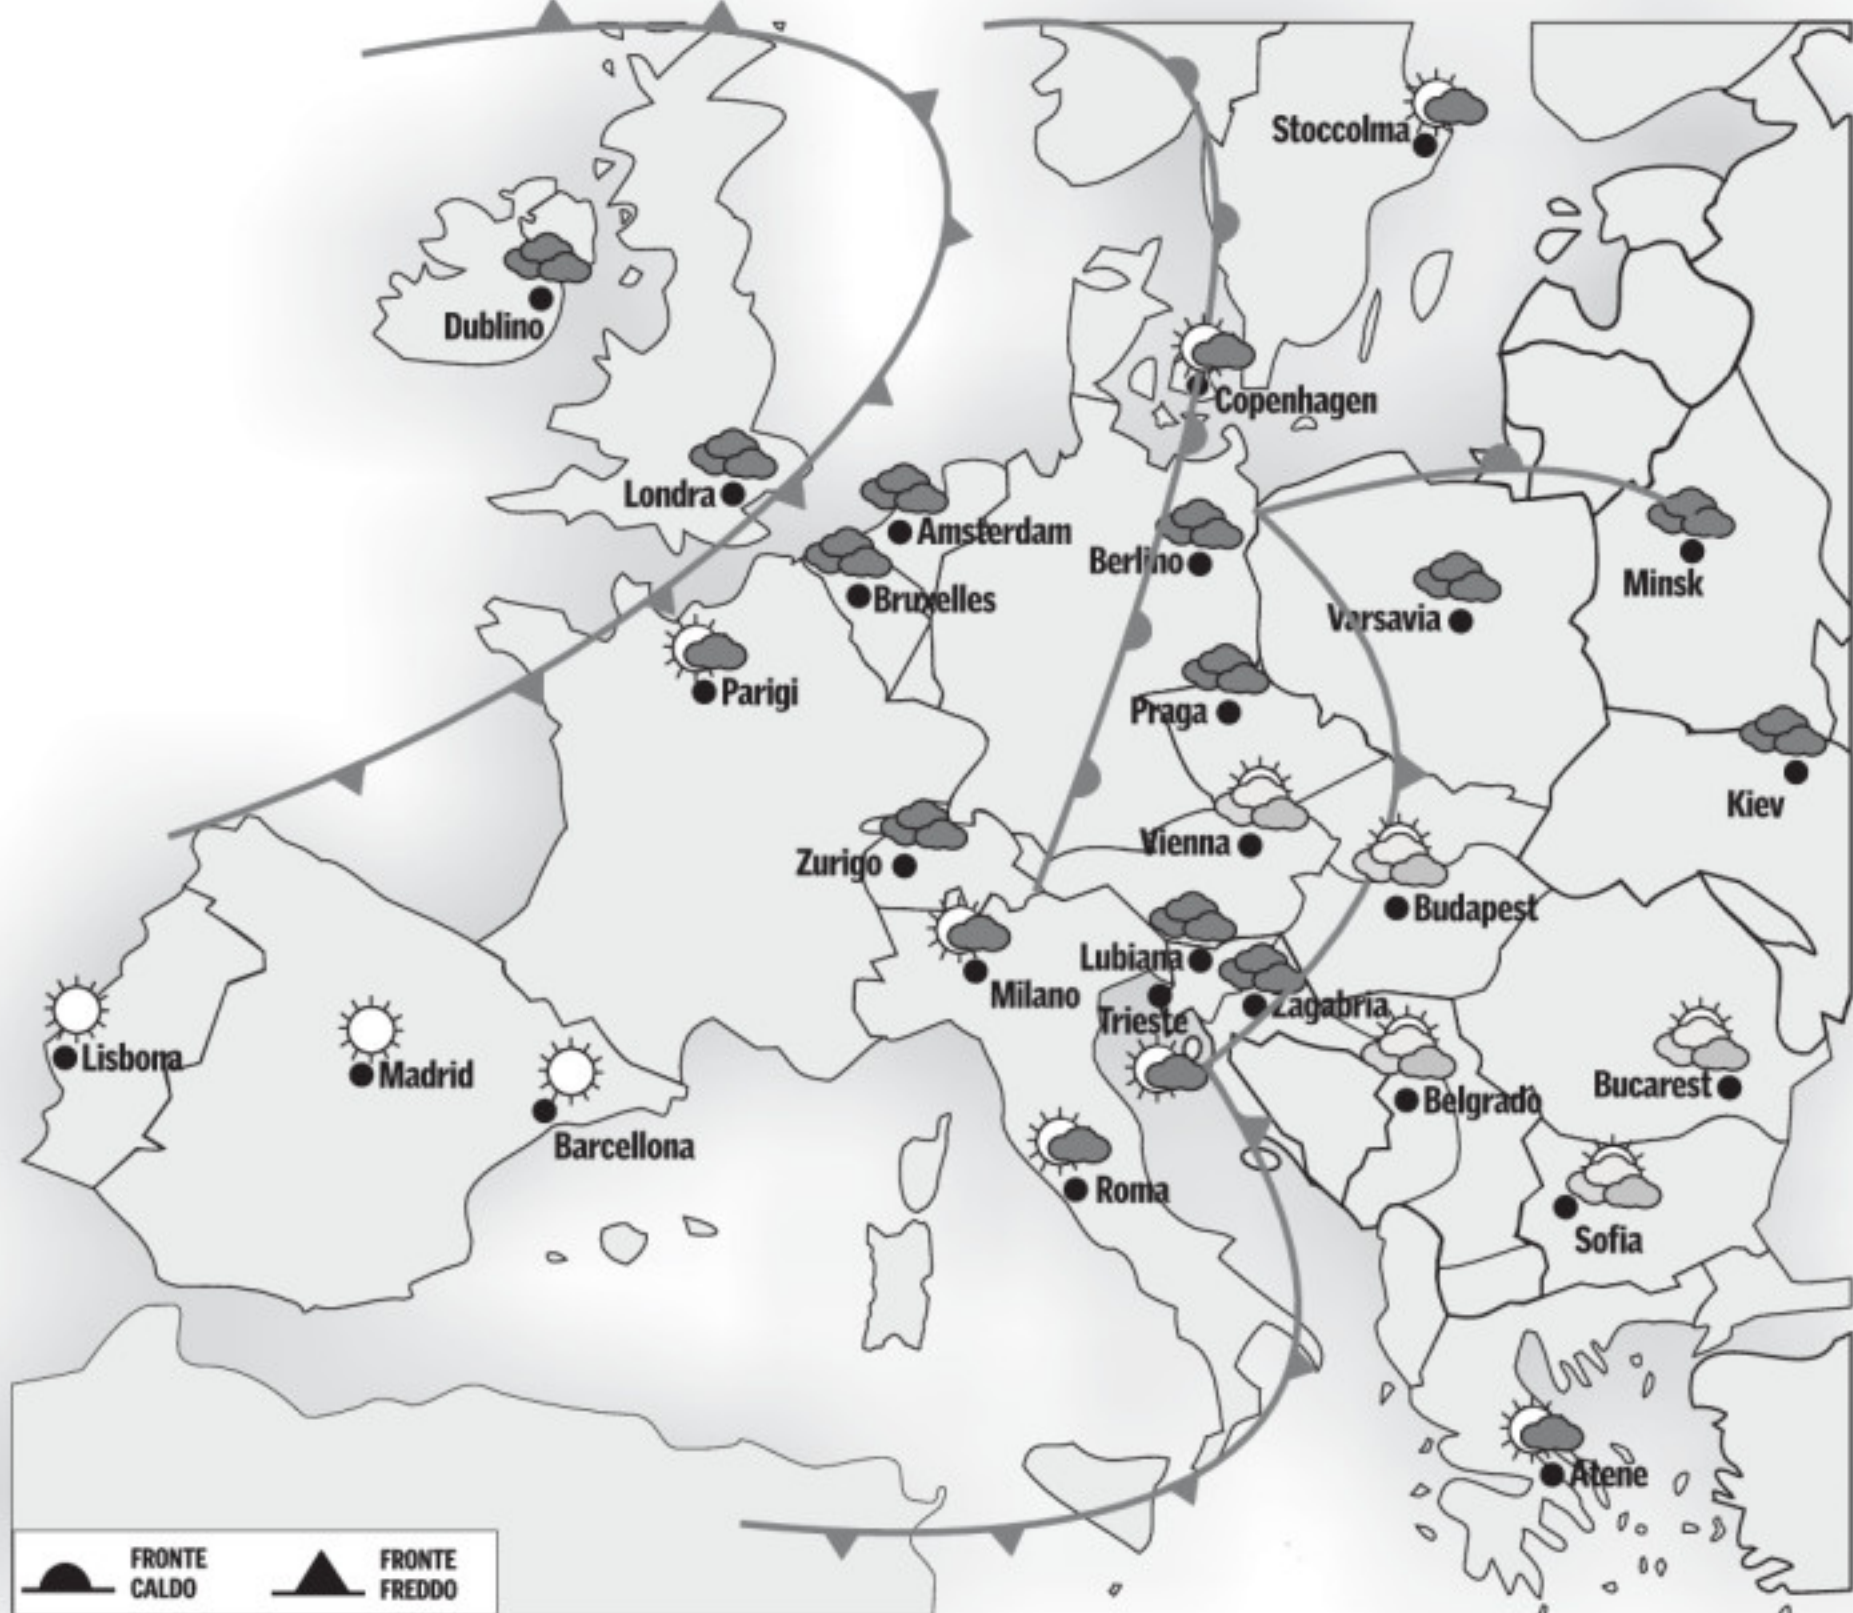 Stoccolma
Dublino
Copenhagen
Londra
Amsterdam
Berlino
Minsk
Bruxelles
Varsavia
Parigi
Praga
Kiev
Vienna
Zurigo
Budapest
Lubiana
Milano
Zagabria
Trieste
Lisbona
Madrid
Bucarest
Belgrado
Barcellona
Roma
Sofia
Atene
FRONTE
CALDO
FRONTE
FREDDO